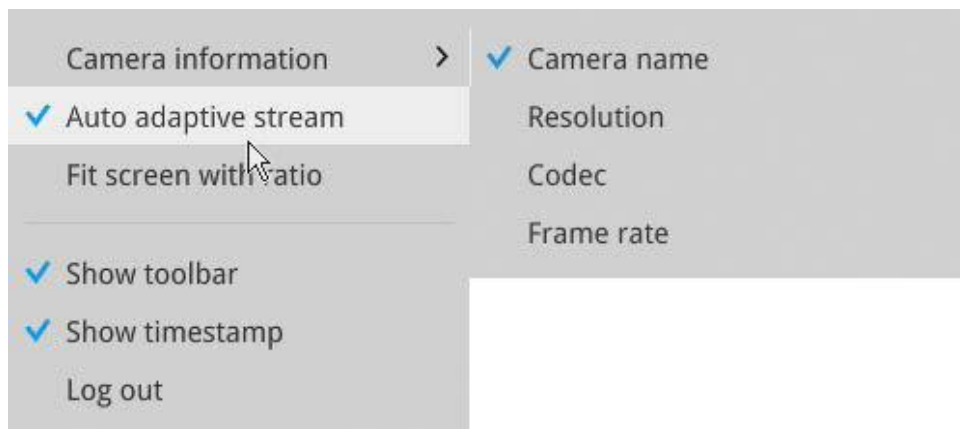 Camera information
Auto adaptive stream
Fit screen with ratio
Show toolbar
Show timestamp
Log out
Camera name
Resolution
Codec
Frame rate